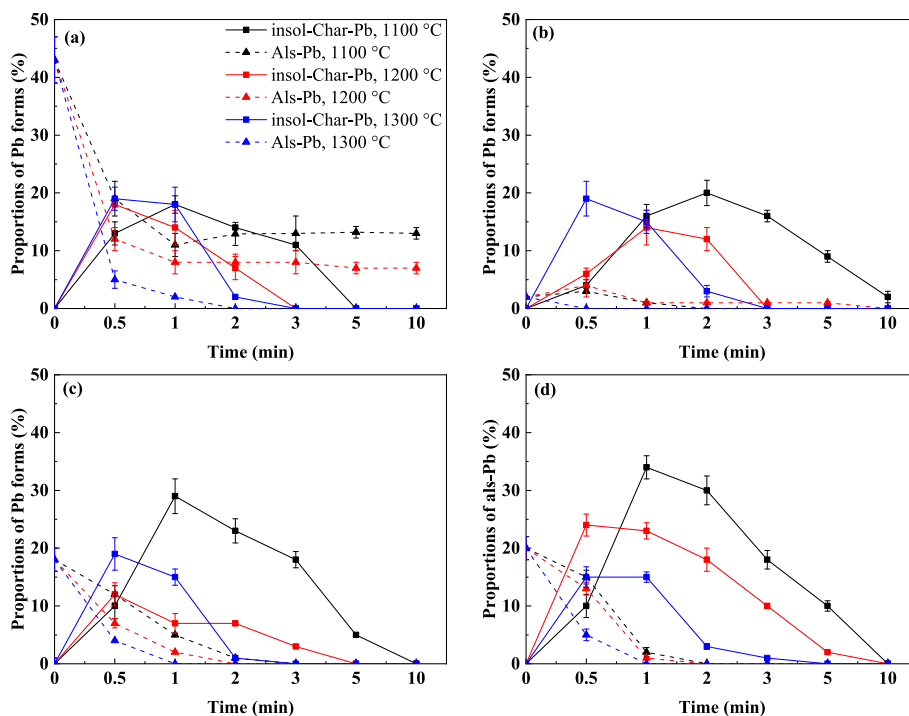 (a)
insol-Char-Pb, 1100 °C
Als-Pb, 1100 °C
insol-Char-Pb, 1200 °C
Als-Pb, 1200 °C
insol-Char-Pb, 1300 °C
Als-Pb, 1300 °C
50
40
30
20
10
0
Proportions of Pb forms (%)
0 0.5 1 2 3 5 10
Time (min)
(b)
50
40
30
20
10
0
Proportions of Pb forms (%)
0 0.5 1 2 3 5 10
Time (min)
(c)
50
40
30
20
10
0
Proportions of Pb forms (%)
0 0.5 1 2 3 5 10
Time (min)
(d)
50
40
30
20
10
0
Proportions of als-Pb (%)
0 0.5 1 2 3 5 10
Time (min)